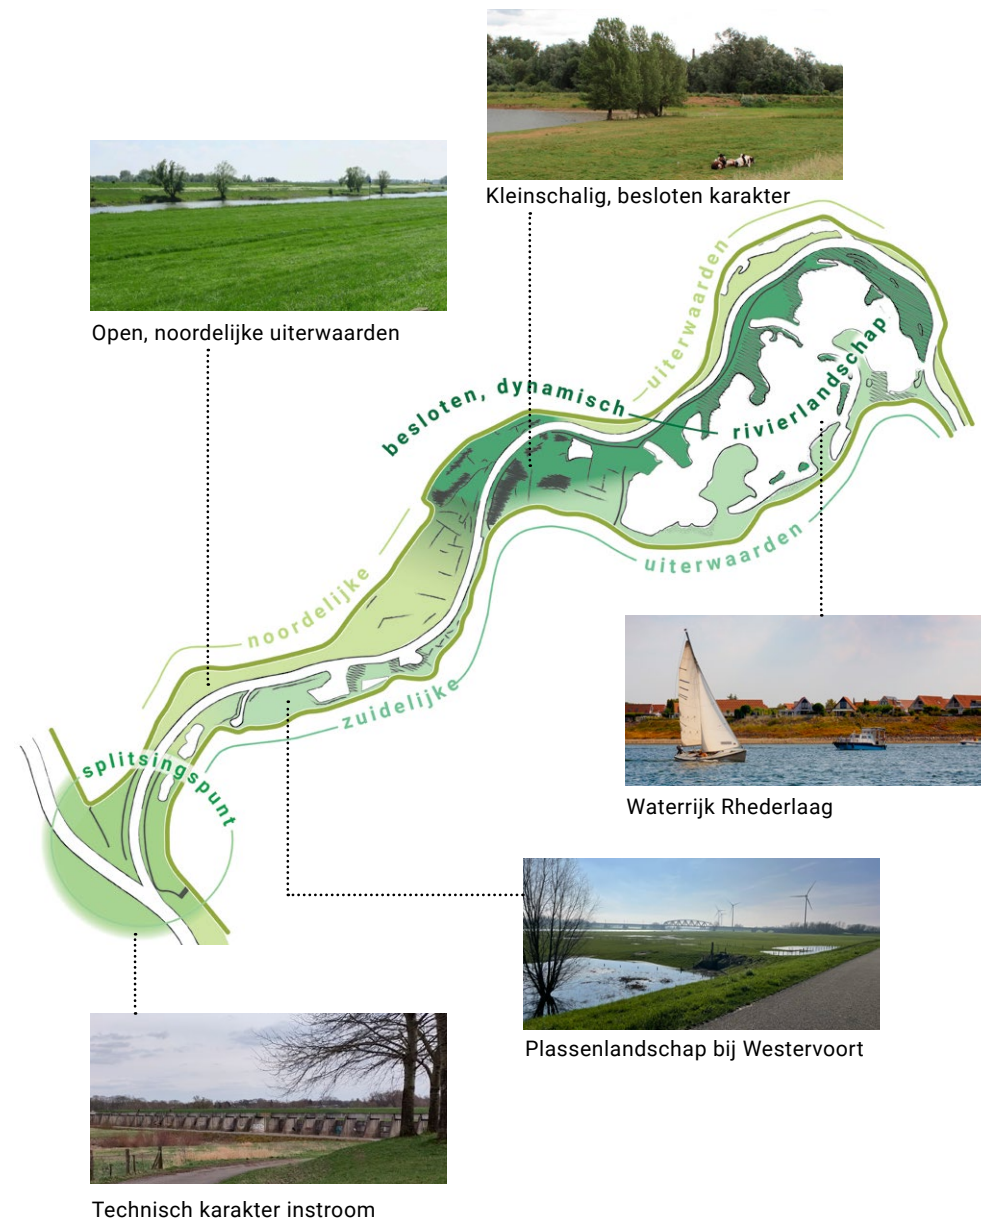 Kleinschalig, besloten karakter
Open, noordelijke uiterwaarden
uiterwaarden
besloten, dynamisch
rivierlandschap
uiterwaarden
noordelijke
zuidelijke
splitsingspunt
Waterrijk Rhederlaag
Plassenlandschap bij Westervoort
Technisch karakter instroom